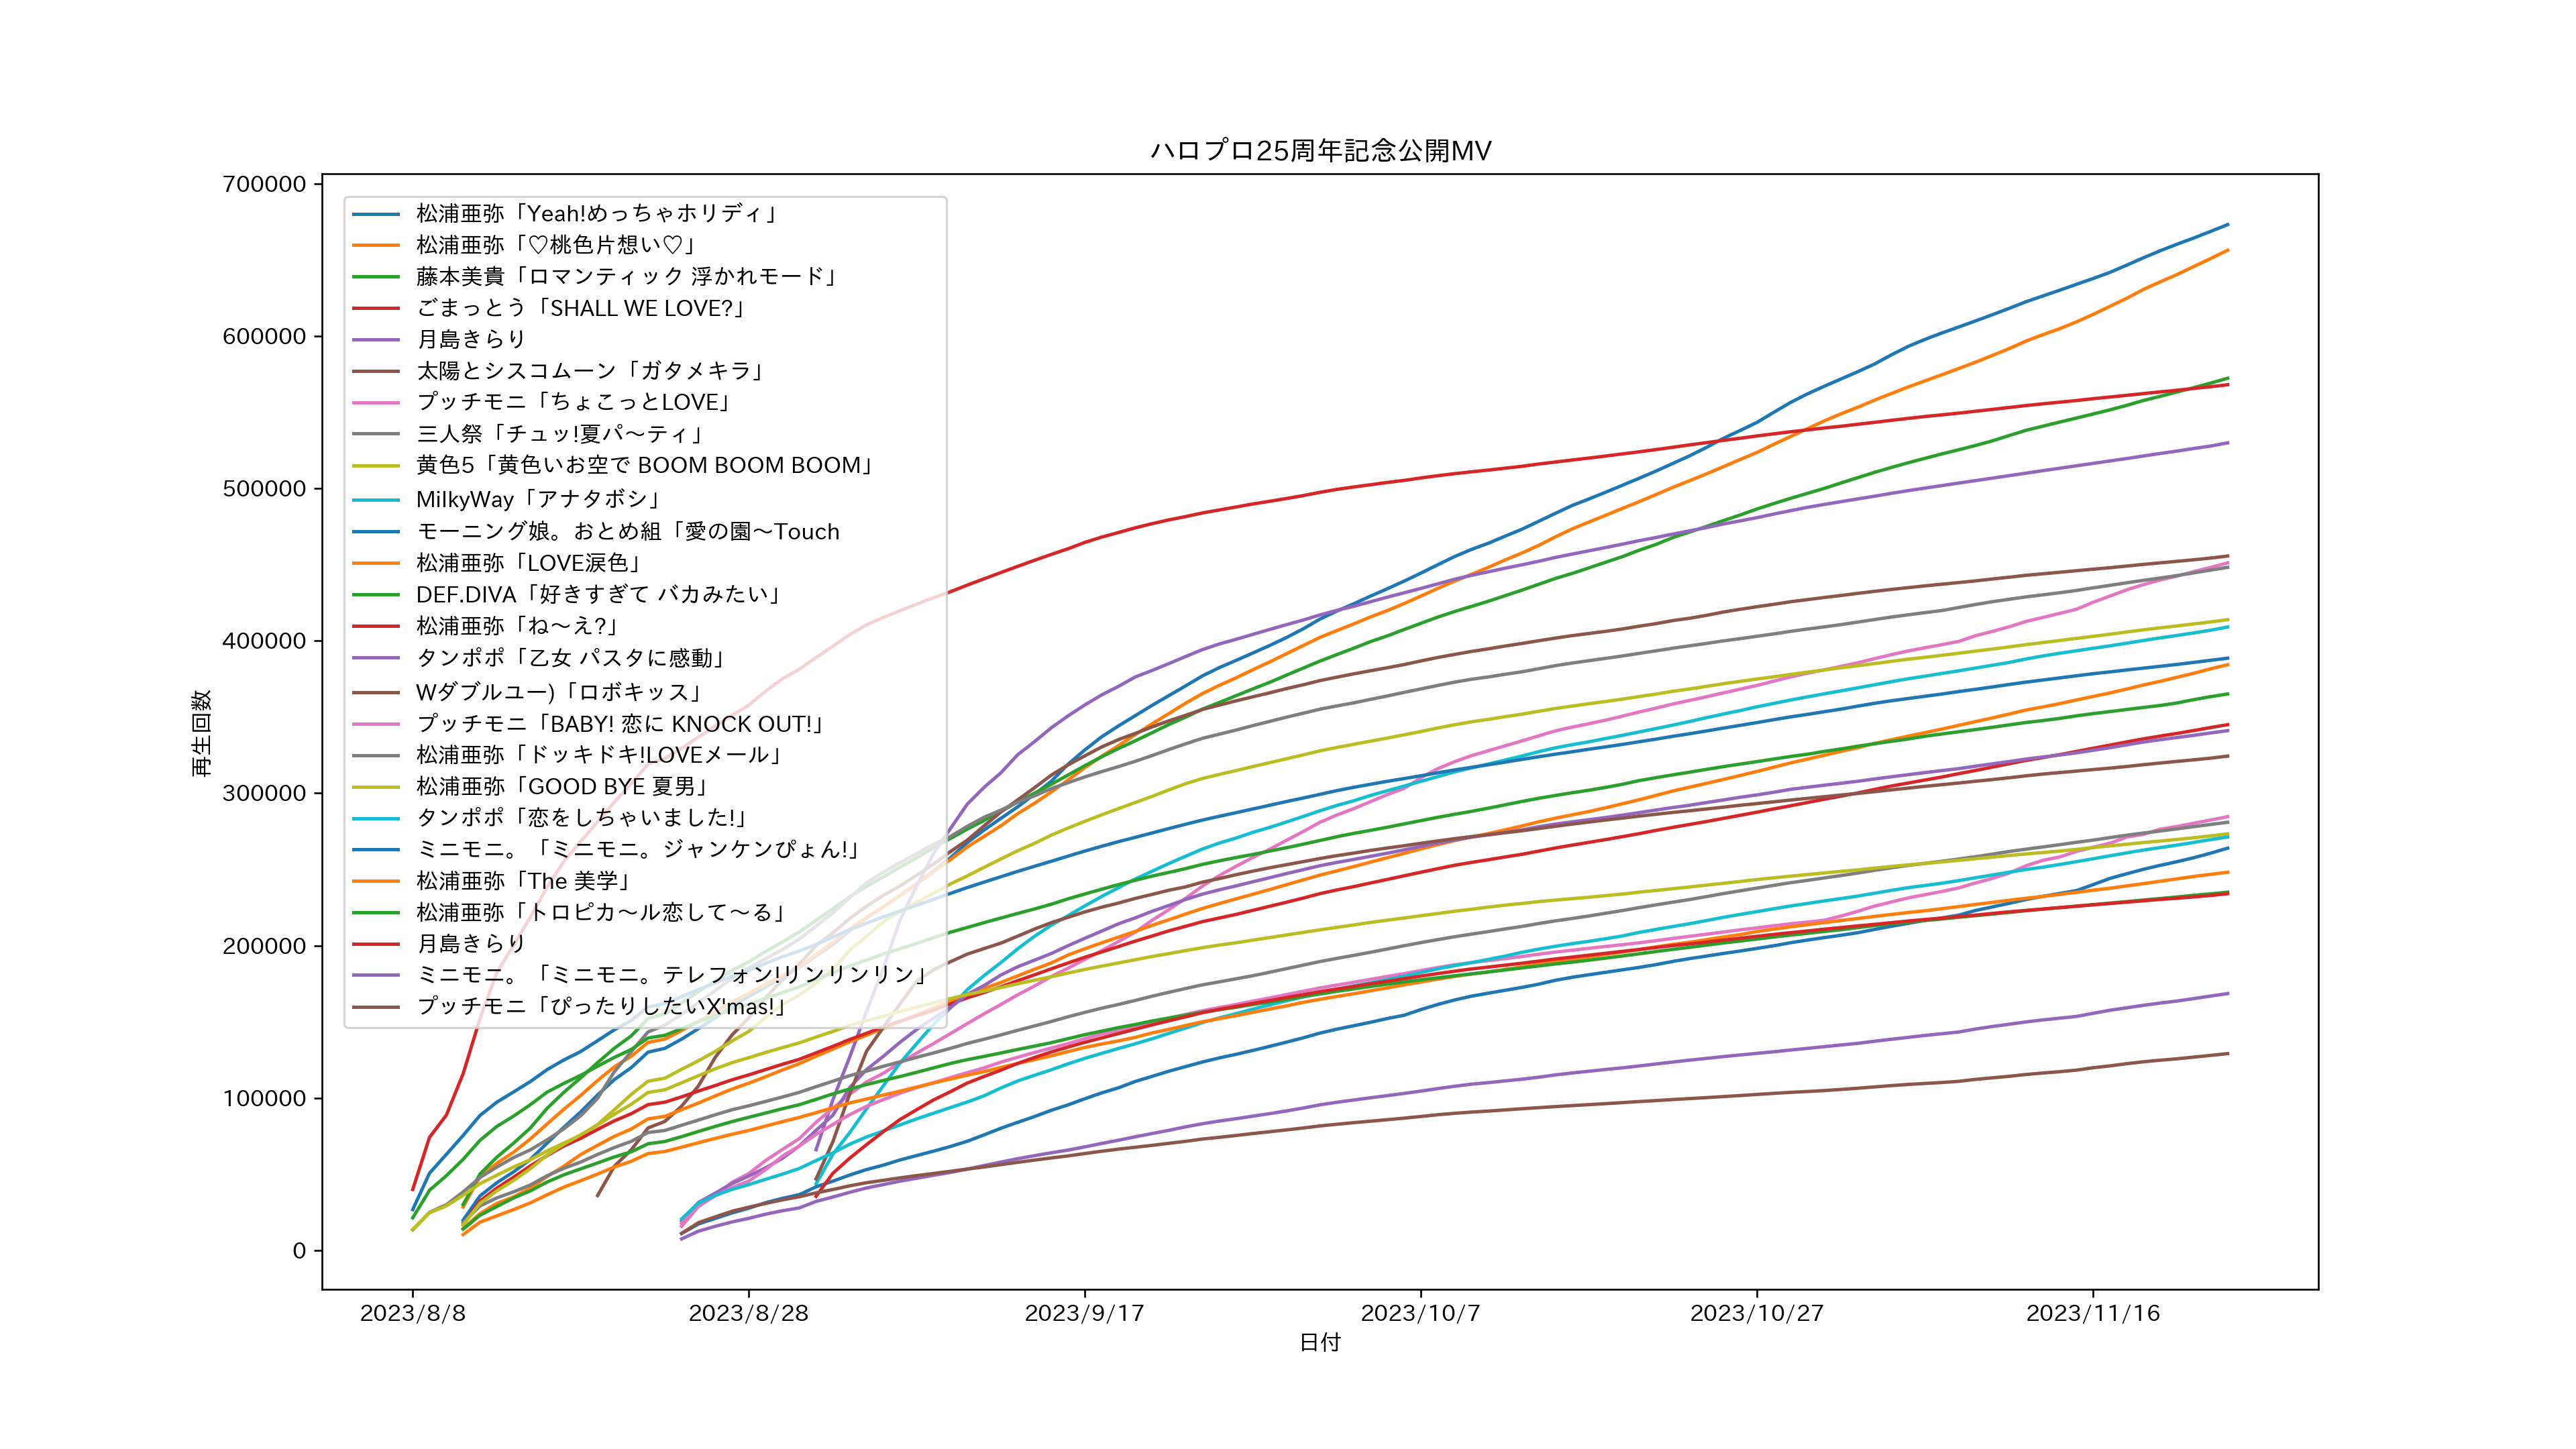 ハロプロ25周年記念公開MV
700000
600000
500000
400000
300000
200000
100000
0
再生回数
松浦亜弥「Yeah!めっちゃホリディ」
松浦亜弥「♡桃色片想い♡」
藤本美貴「ロマンティック 浮かれモード」
ごまっとう「SHALL WE LOVE?」
月島きらり
太陽とシスコムーン「ガタメキラ」
プッチモニ「ちょこっとLOVE」
三人祭「チュッ!夏パ〜ティ」
黄色5「黄色いお空で BOOM BOOM BOOM」
MilkyWay「アナタボシ」
モーニング娘。おとめ組「愛の園〜Touch
松浦亜弥「LOVE涙色」
DEF.DIVA「好きすぎて バカみたい」
松浦亜弥「ね〜え?」
タンポポ「乙女 パスタに感動」
Wダブルユー)「ロボキッス」
プッチモニ「BABY! 恋に KNOCK OUT!」
松浦亜弥「ドッキドキ!LOVEメール」
松浦亜弥「GOOD BYE 夏男」
タンポポ「恋をしちゃいました!」
ミニモニ。「ミニモニ。ジャンケンぴょん!」
松浦亜弥「The 美学」
松浦亜弥「トロピカ〜ル恋して〜る」
月島きらり
ミニモニ。「ミニモニ。テレフォン!リンリンリン」
プッチモニ「ぴったりしたいX'mas!」
2023/8/8
2023/8/28
2023/9/17
2023/10/7
2023/10/27
2023/11/16
日付